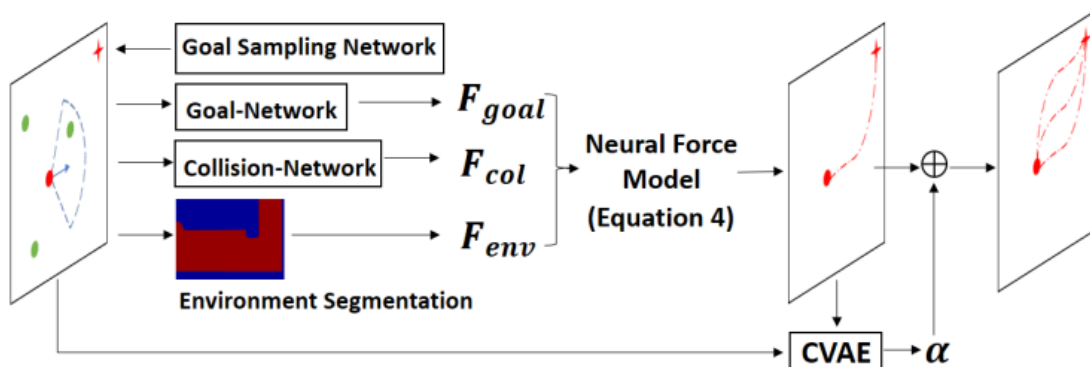 Goal Sampling Network
Goal-Network
F_goal
Collision-Network
F_col
F_env
Environment Segmentation
Neural Force
Model
(Equation 4)
CVAE
α